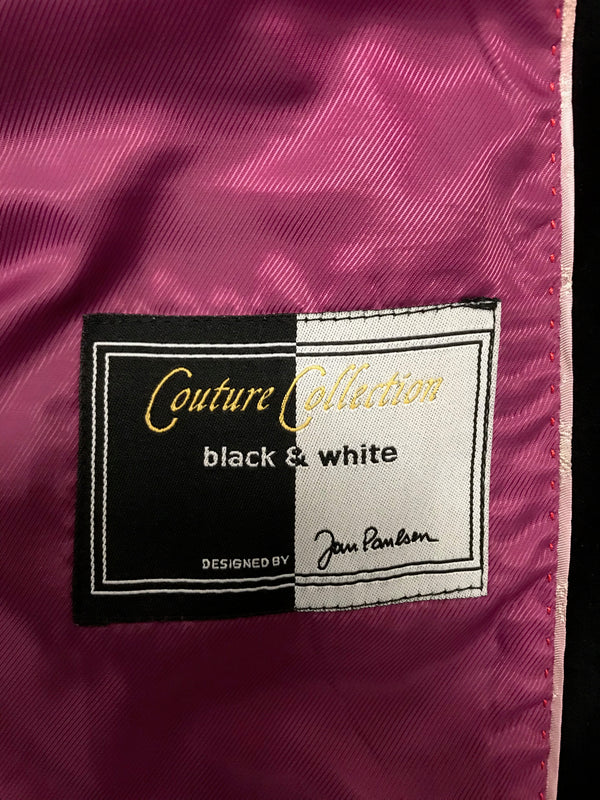 Couture Collection
black & white
DESIGNED BY Jan Paulsen